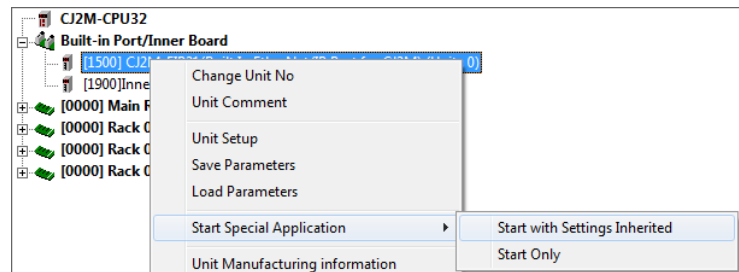 CJ2M-CPU32
Built-in Port/Inner Board
[1500] CJ2M-EIP21(Built-In EtherNet/IP Port for CJ2M) (Unit: 0)
[1900]Inne
[0000] Main R
[0000] Rack 0
[0000] Rack 0
[0000] Rack 0
Change Unit No
Unit Comment
Unit Setup
Save Parameters
Load Parameters
Start Special Application
Unit Manufacturing information
Start with Settings Inherited
Start Only